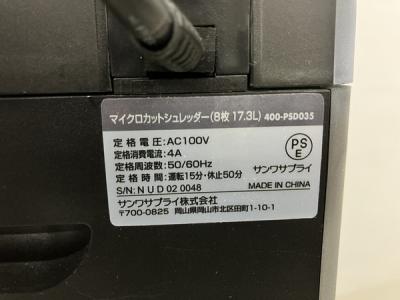 マイクロカットシュレッダー(8枚 17.3L) 400-PSD035
定格電圧:AC100V
定格消費電流:4A
定格周波数:50/60Hz
定格時間:運転15分・休止50分
PS
E
サンワサプライ
S/N: N U D 02 0048
MADE IN CHINA
サンワサプライ株式会社
〒700-0825 岡山県岡山市北区田町1-10-1